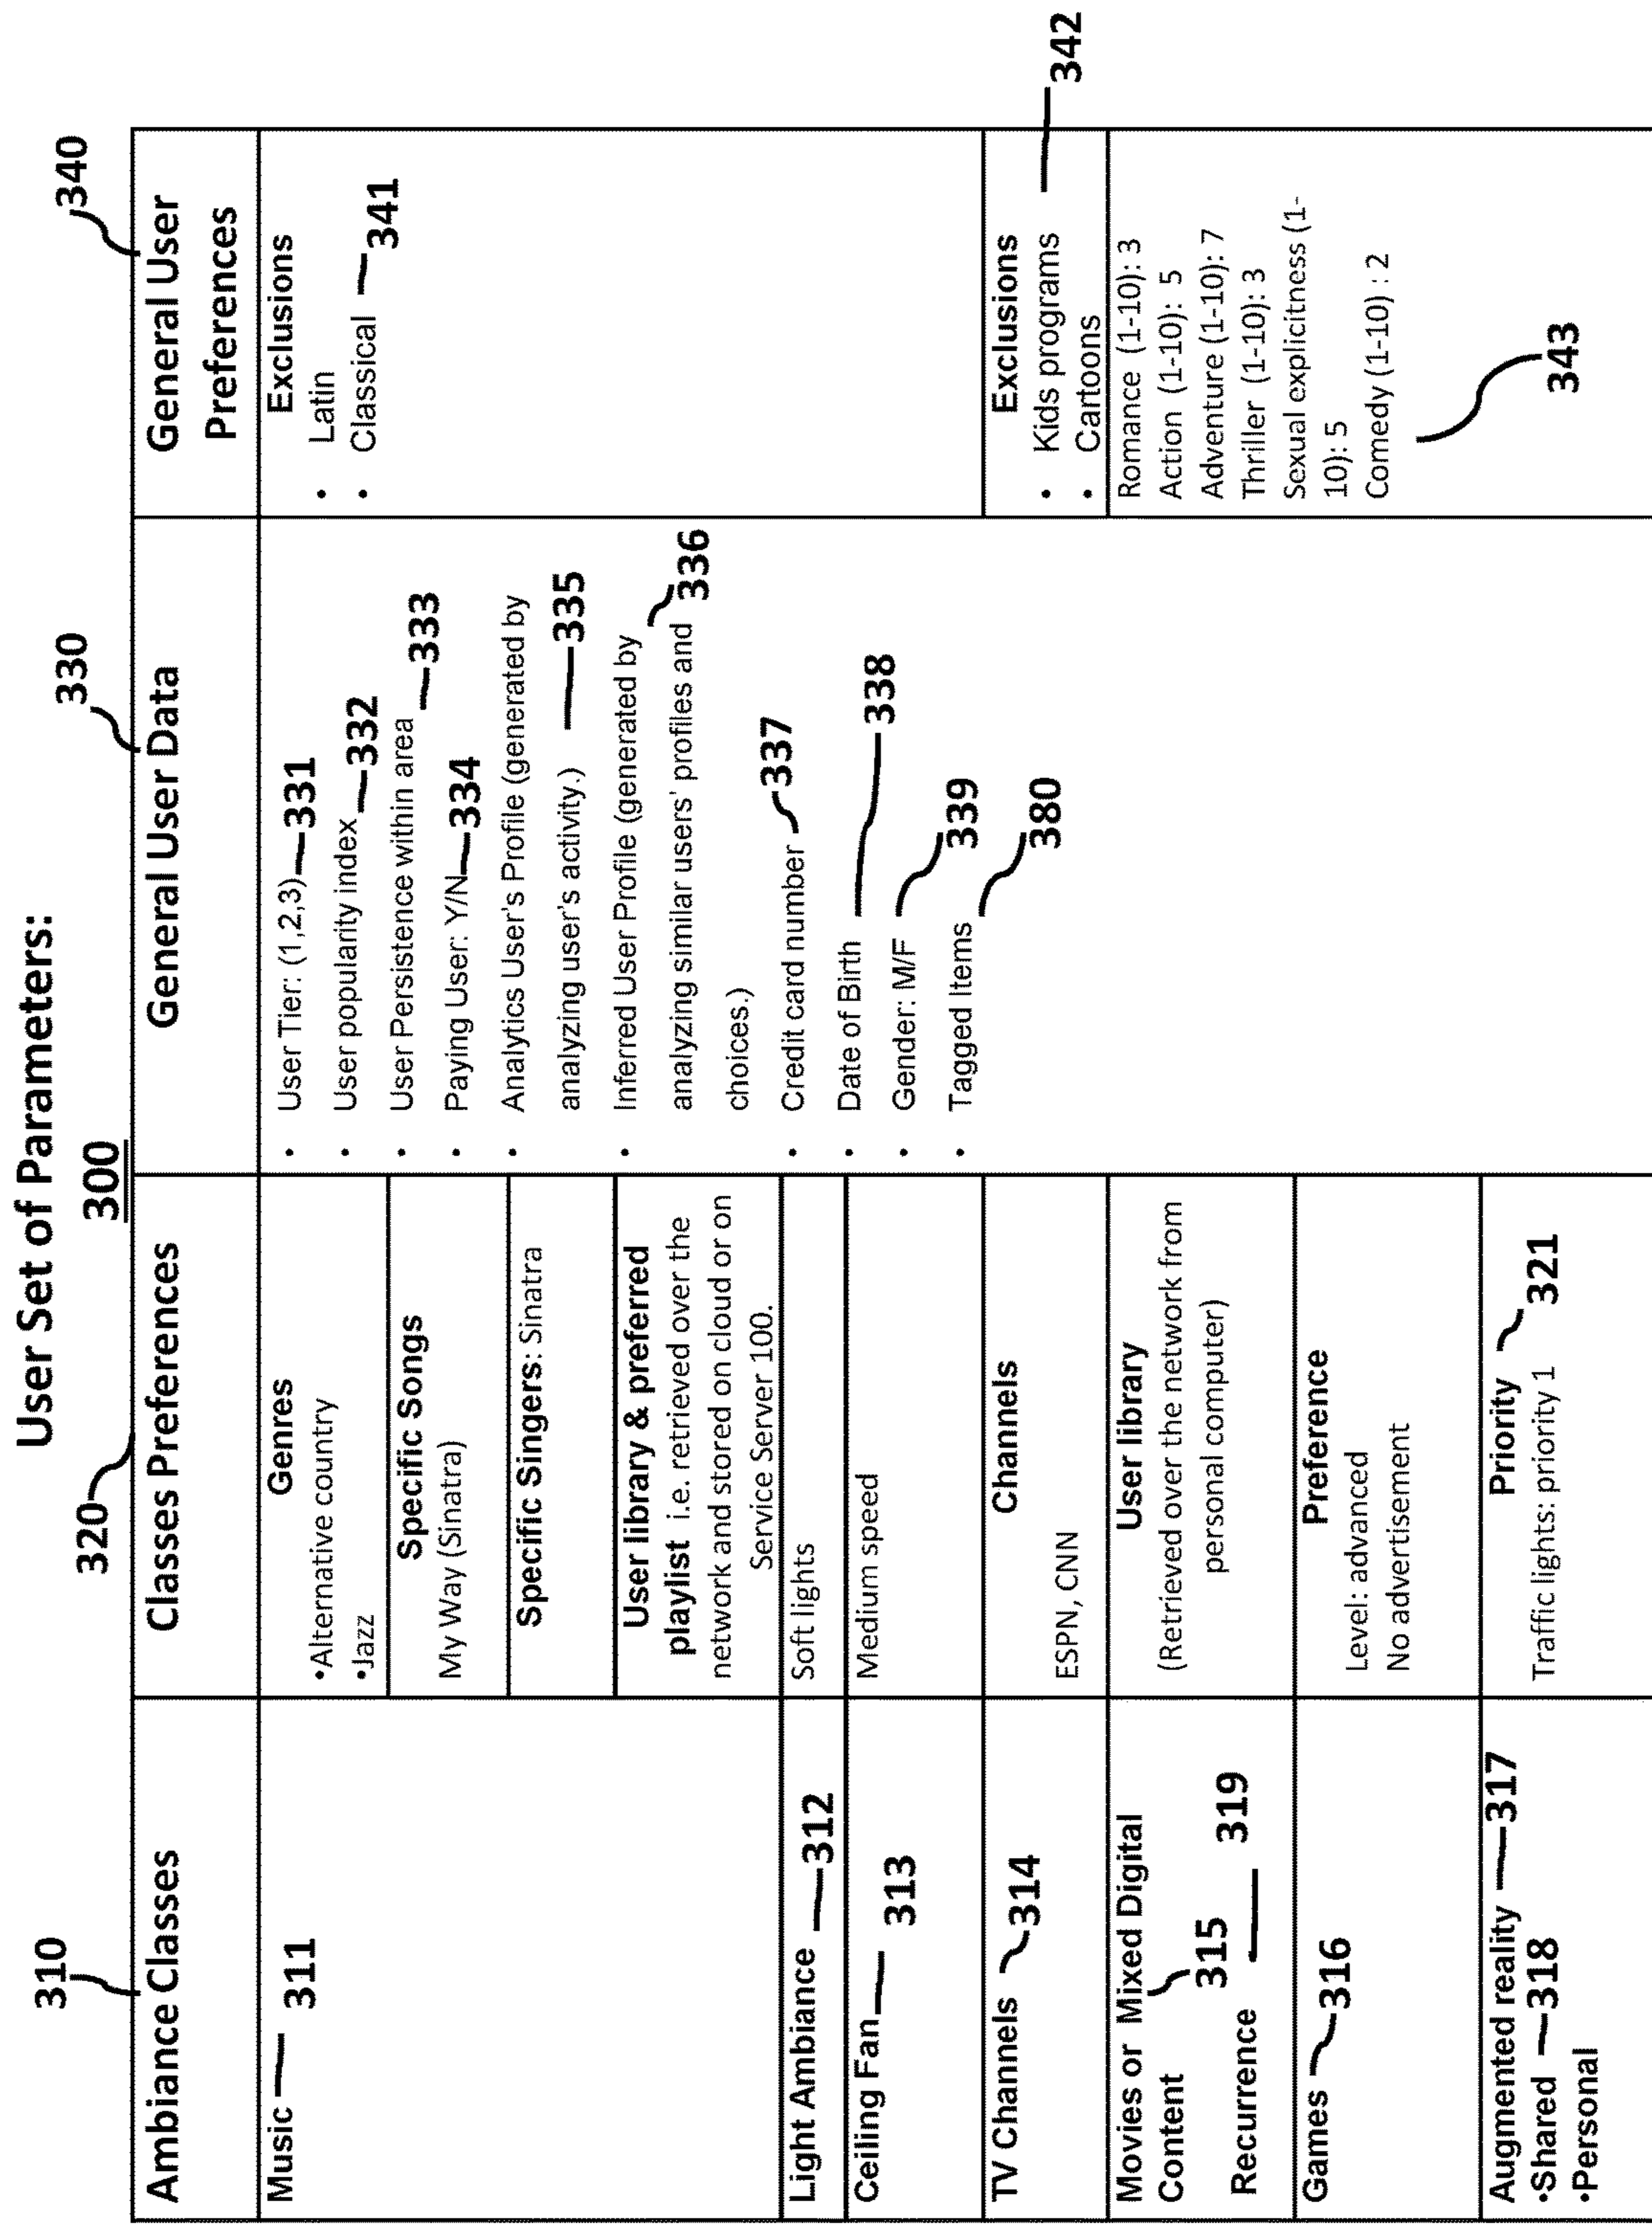 User Set of Parameters:
300
310
320
330
340
Ambiance Classes
Classes Preferences
General User Data
General User
Preferences
Music
311
Genres
•Alternative country
•Jazz
Specific Songs
My Way (Sinatra)
Specific Singers: Sinatra
User library & preferred
playlist i.e. retrieved over the
network and stored on cloud or on
Service Server 100.
• User Tier: (1,2,3) 331
• User popularity index 332
• User Persistence within area 333
• Paying User: Y/N 334
• Analytics User's Profile (generated by
analyzing user's activity.) 335
• Inferred User Profile (generated by
analyzing similar users' profiles and 336
choices.)
• Credit card number 337
• Date of Birth 338
• Gender: M/F 339
• Tagged Items 380
Exclusions
• Latin
• Classical 341
Light Ambiance 312
Soft lights
Ceiling Fan 313
Medium speed
TV Channels 314
Channels
ESPN, CNN
Exclusions
• Kids programs 342
• Cartoons
Movies or Mixed Digital
Content 315
Recurrence 319
User library
(Retrieved over the network from
personal computer)
Romance (1-10): 3
Action (1-10): 5
Adventure (1-10): 7
Thriller (1-10): 3
Sexual explicitness (1-
10): 5
Comedy (1-10) : 2
343
Games 316
Preference
Level: advanced
No advertisement
Augmented reality 317
•Shared 318
•Personal
Priority 321
Traffic lights: priority 1